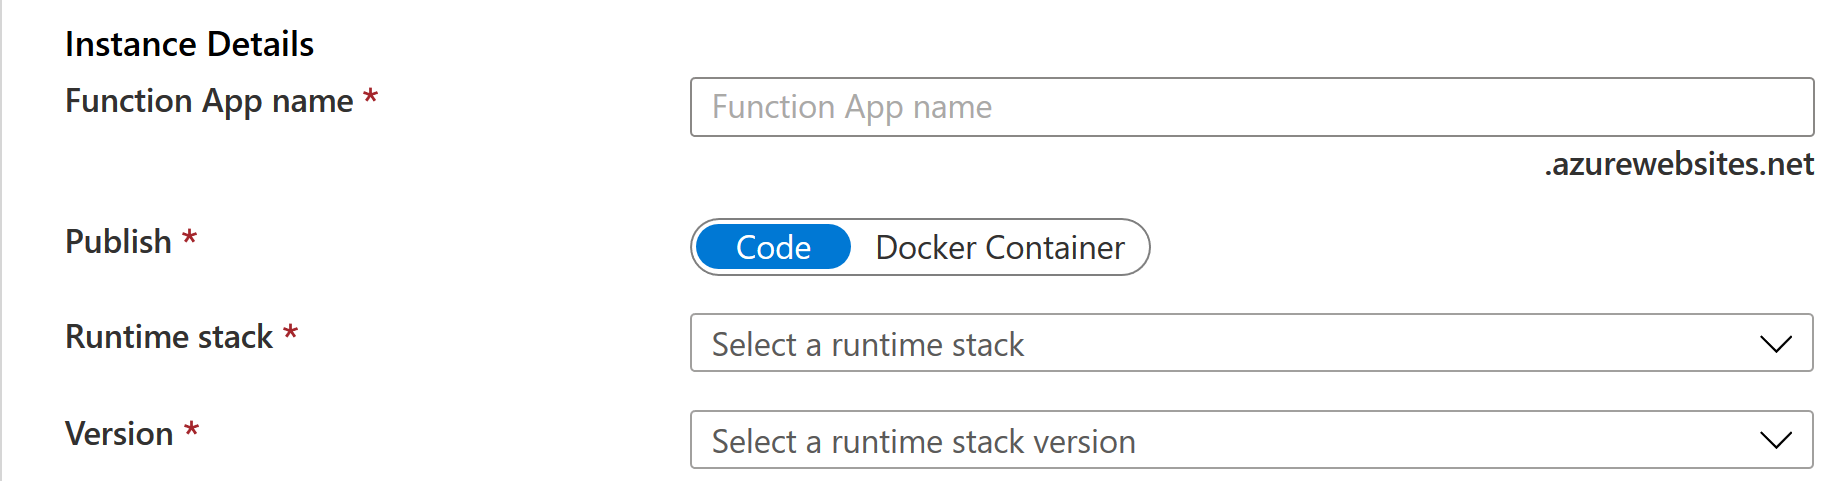 Instance Details
Function App name *
Function App name
.azurewebsites.net
Publish *
Code Docker Container
Runtime stack *
Select a runtime stack
Version *
Select a runtime stack version